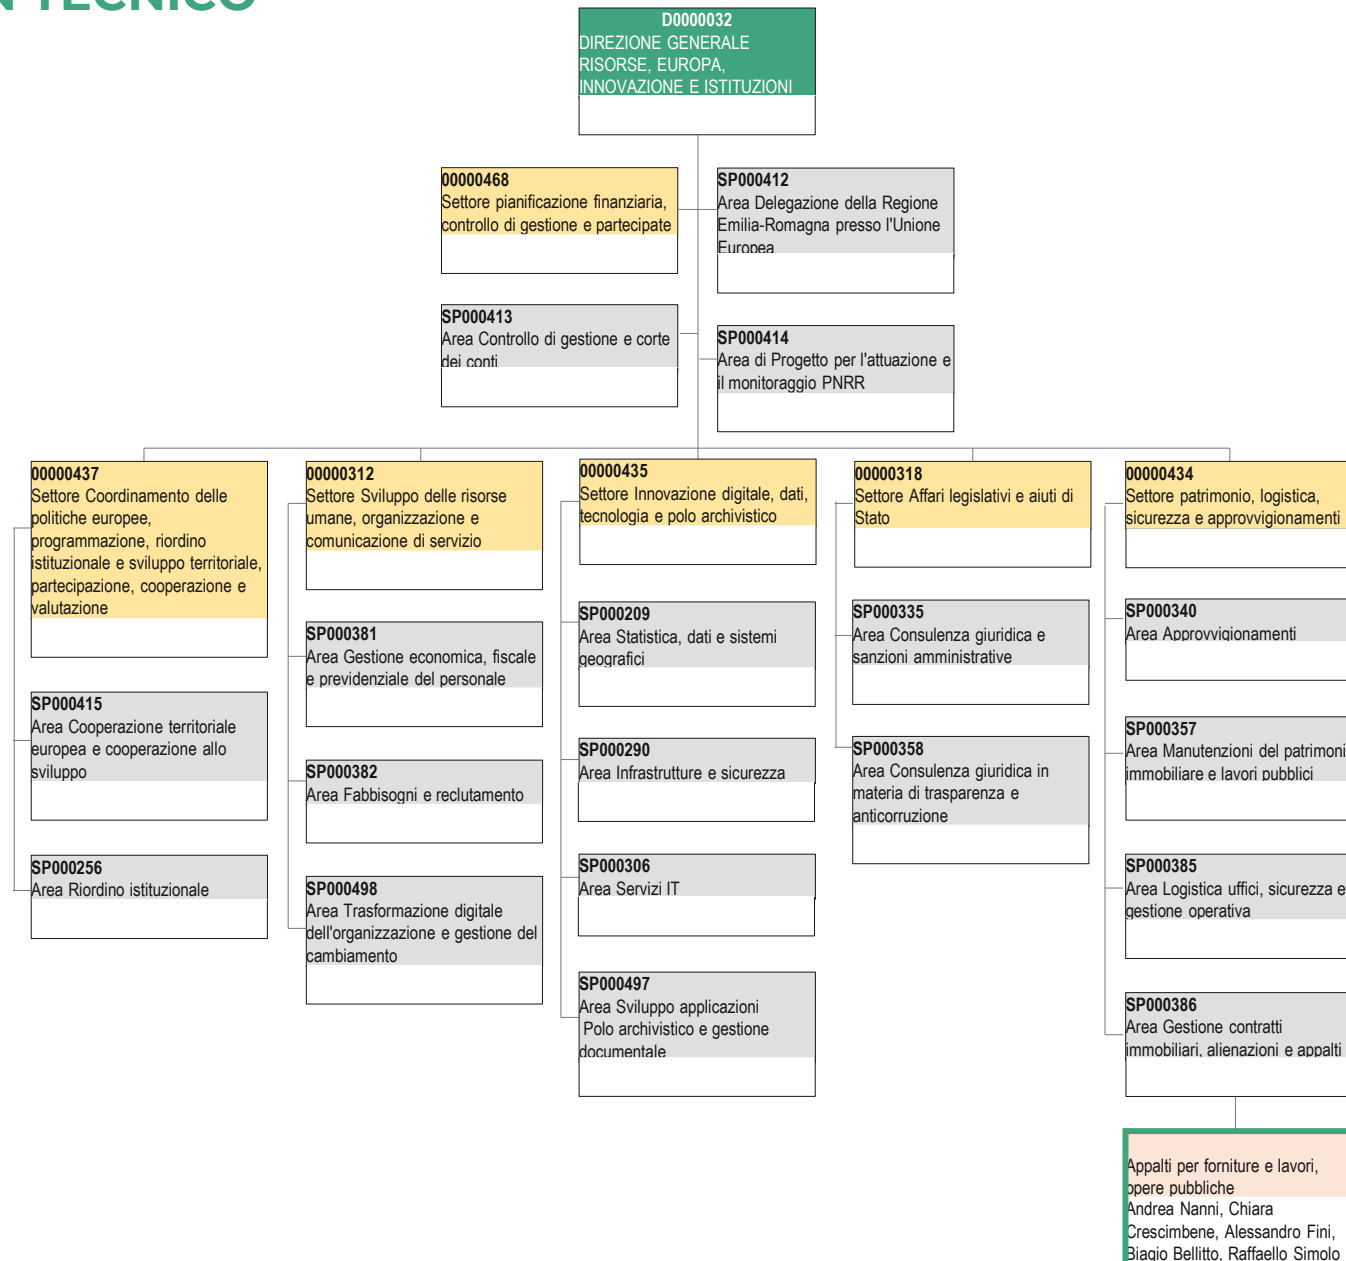 N TECNICO
D0000032
DIREZIONE GENERALE
RISORSE, EUROPA,
INNOVAZIONE E ISTITUZIONI
00000468
Settore pianificazione finanziaria,
controllo di gestione e partecipate
SP000412
Area Delegazione della Regione
Emilia-Romagna presso l'Unione
Europea
SP000413
Area Controllo di gestione e corte
dei conti
SP000414
Area di Progetto per l'attuazione e
il monitoraggio PNRR
00000437
Settore Coordinamento delle
politiche europee,
programmazione, riordino
istituzionale e sviluppo territoriale,
partecipazione, cooperazione e
valutazione
SP000415
Area Cooperazione territoriale
europea e cooperazione allo
sviluppo
SP000256
Area Riordino istituzionale
00000312
Settore Sviluppo delle risorse
umane, organizzazione e
comunicazione di servizio
SP000381
Area Gestione economica, fiscale
e previdenziale del personale
SP000382
Area Fabbisogni e reclutamento
SP000498
Area Trasformazione digitale
dell'organizzazione e gestione del
cambiamento
00000435
Settore Innovazione digitale, dati,
tecnologia e polo archivistico
SP000209
Area Statistica, dati e sistemi
geografici
SP000290
Area Infrastrutture e sicurezza
SP000306
Area Servizi IT
SP000497
Area Sviluppo applicazioni
Polo archivistico e gestione
documentale
00000318
Settore Affari legislativi e aiuti di
Stato
SP000335
Area Consulenza giuridica e
sanzioni amministrative
SP000358
Area Consulenza giuridica in
materia di trasparenza e
anticorruzione
00000434
Settore patrimonio, logistica,
sicurezza e approvvigionamenti
SP000340
Area Approvvigionamenti
SP000357
Area Manutenzioni del patrimoni
immobiliare e lavori pubblici
SP000385
Area Logistica uffici, sicurezza e
gestione operativa
SP000386
Area Gestione contratti
immobiliari, alienazioni e appalti
Appalti per forniture e lavori,
opere pubbliche
Andrea Nanni, Chiara
Crescimbene, Alessandro Fini,
Biagio Bellitto, Raffaello Simolo